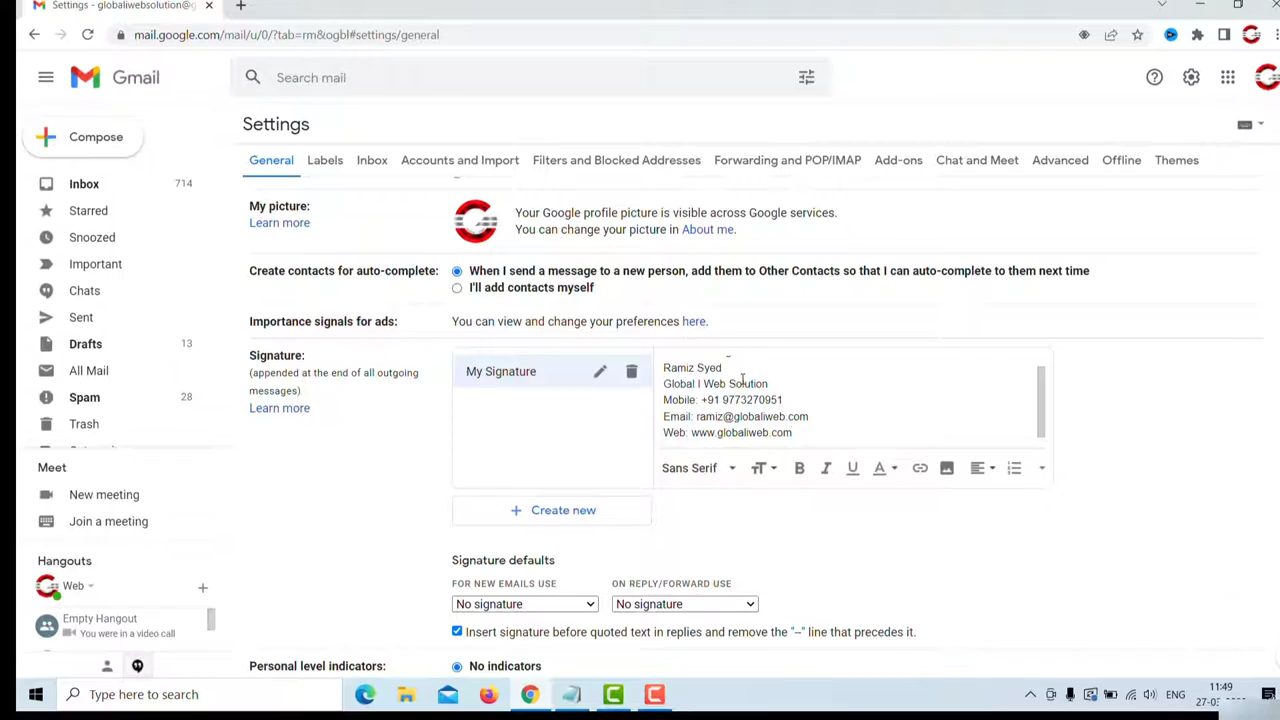 Settings - globaliwebsolution@g
mail.google.com/mail/u/0/?tab=rm&ogbl#settings/general
Gmail
Search mail
Compose
Settings
General Labels Inbox Accounts and Import Filters and Blocked Addresses Forwarding and POP/IMAP Add-ons Chat and Meet Advanced Offline Themes
Inbox 714
Starred
Snoozed
Important
Chats
Sent
Drafts 13
All Mail
Spam 28
Trash
Meet
New meeting
Join a meeting
Hangouts
Web
Empty Hangout
You were in a video call
My picture:
Learn more
Your Google profile picture is visible across Google services.
You can change your picture in About me.
Create contacts for auto-complete:
When I send a message to a new person, add them to Other Contacts so that I can auto-complete to them next time
I'll add contacts myself
Importance signals for ads:
You can view and change your preferences here.
Signature:
(appended at the end of all outgoing
messages)
Learn more
My Signature
Ramiz Syed
Global I Web Solution
Mobile: +91 9773270951
Email: ramiz@globaliweb.com
Web: www.globaliweb.com
Sans Serif
Create new
Signature defaults
FOR NEW EMAILS USE ON REPLY/FORWARD USE
No signature No signature
Insert signature before quoted text in replies and remove the "--" line that precedes it.
Personal level indicators:
No indicators
Type here to search
ENG
11:49